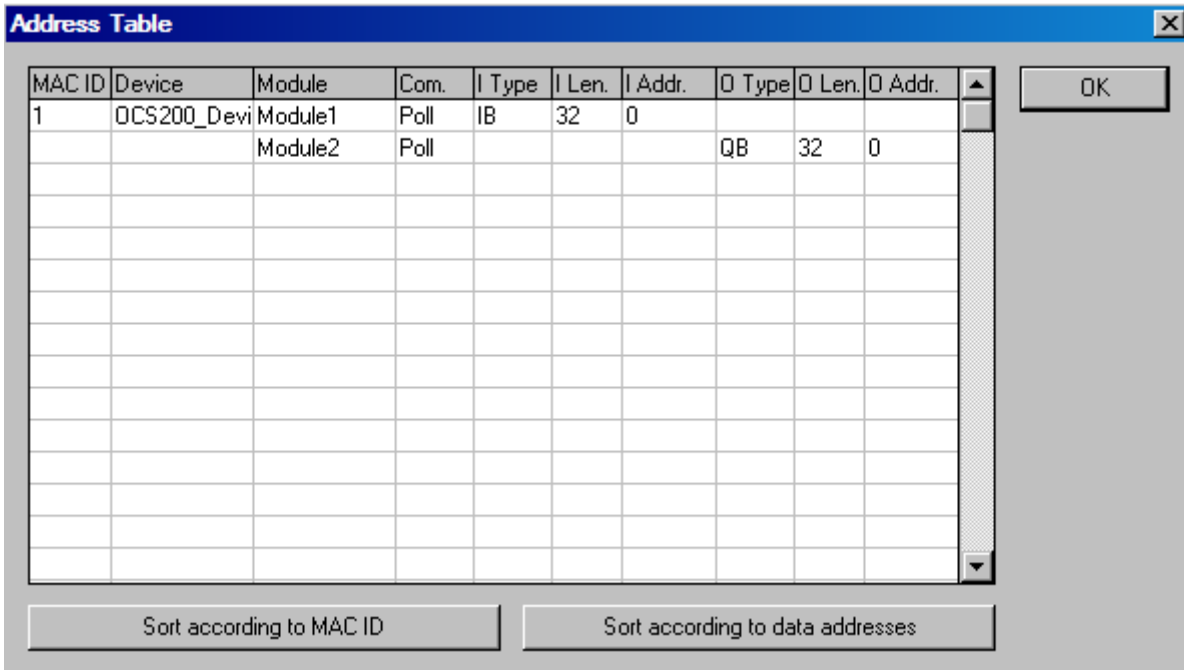 Address Table
MAC ID Device Module Com. I Type I Len. I Addr. O Type O Len. O Addr.
OK
1 OCS200_Devi Module1 Poll IB 32 0
Module2 Poll QB 32 0
Sort according to MAC ID
Sort according to data addresses